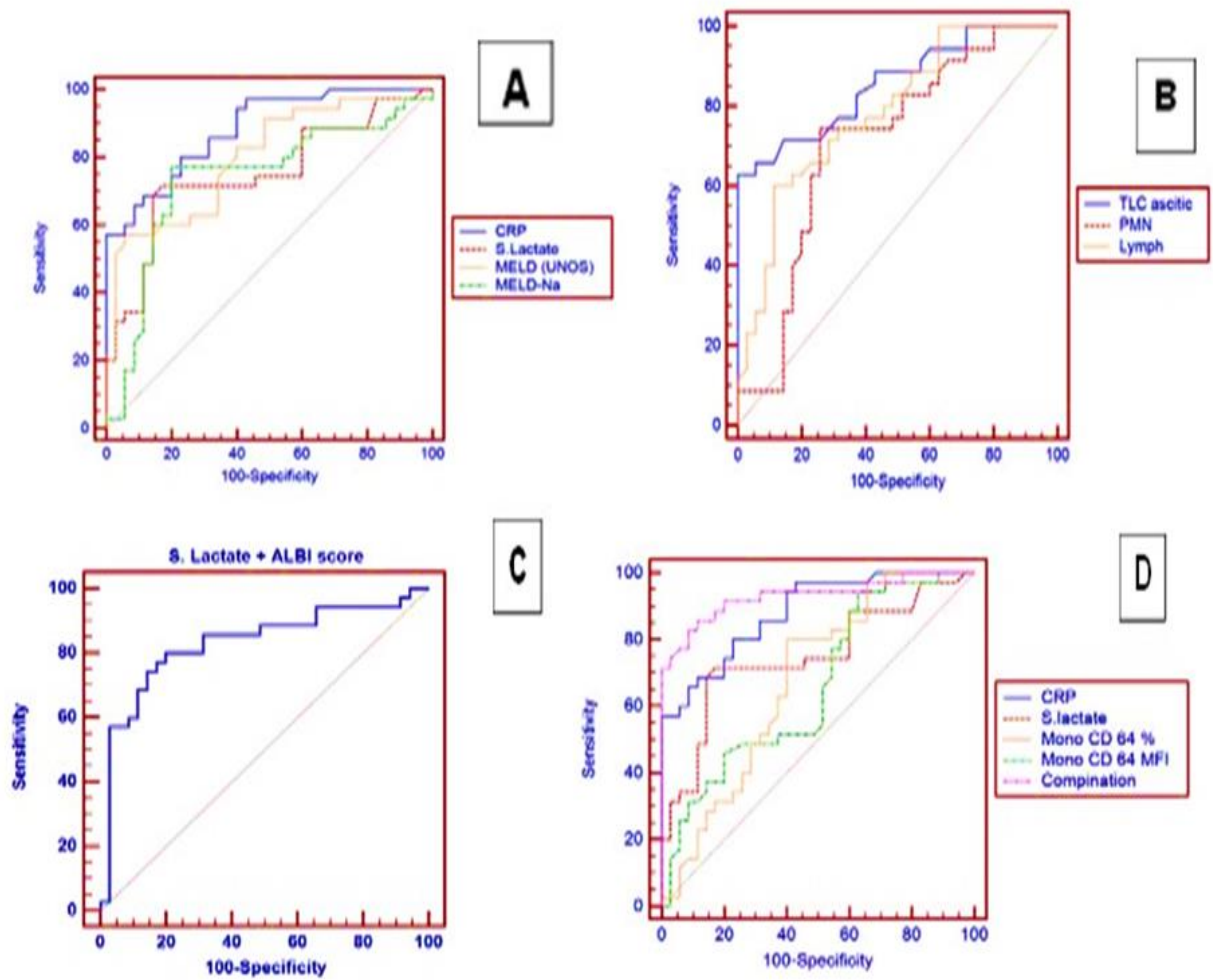 A
100
80
60
40
20
0
Sensitivity
0 20 40 60 80 100
100-Specificity
CRP
S.Lactate
MELD (UNOS)
MELD-Na
B
100
80
60
40
20
0
Sensitivity
0 20 40 60 80 100
100-Specificity
TLC ascitic
PMN
Lymph
C
S. Lactate + ALBI score
100
80
60
40
20
0
Sensitivity
0 20 40 60 80 100
100-Specificity
D
100
80
60
40
20
0
Sensitivity
0 20 40 60 80 100
100-Specificity
CRP
S.lactate
Mono CD 64 %
Mono CD 64 MFI
Compination